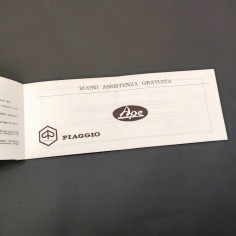 BUONI ASSISTENZA GRATUITA
Ape
PIAGGIO